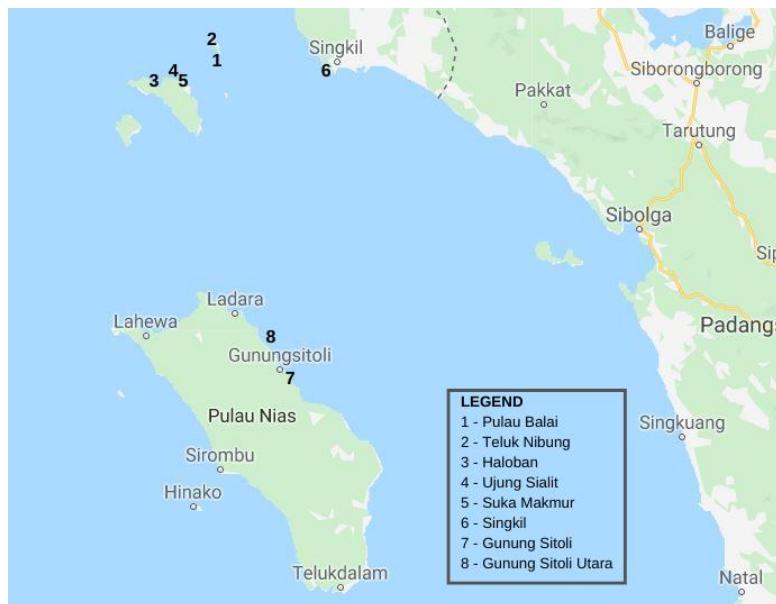 2
1
Singkil
6
4
3
5
Balige
Siborongborong
Pakkat
Tarutung
Sibolga
Sip
Ladara
Lahewa
8
Gunungsitoli
7
Pulau Nias
Padangs
Sirombu
Hinako
Singkuang
Telukdalam
Natal
LEGEND
1 - Pulau Balai
2 - Teluk Nibung
3 - Haloban
4 - Ujung Sialit
5 - Suka Makmur
6 - Singkil
7 - Gunung Sitoli
8 - Gunung Sitoli Utara